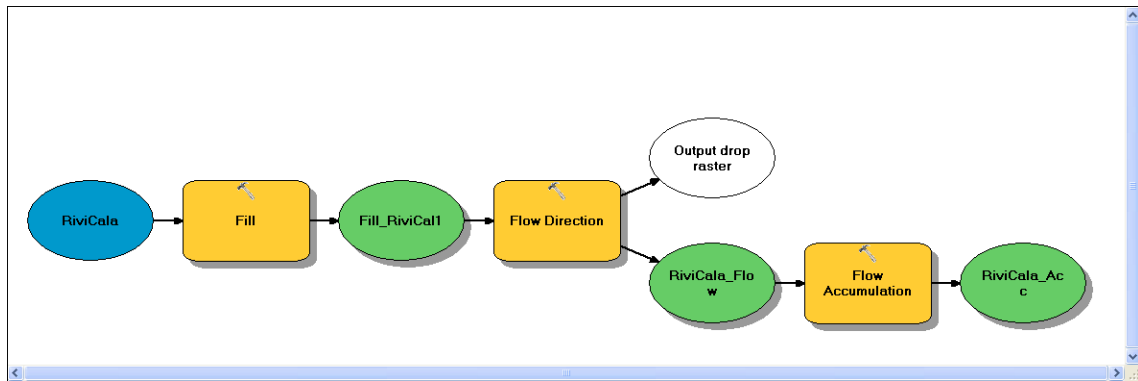 Output drop
raster
RiviCala
Fill
Fill_RiviCal1
Flow Direction
RiviCala_Flo
w
Flow
Accumulation
RiviCala_Ac
c